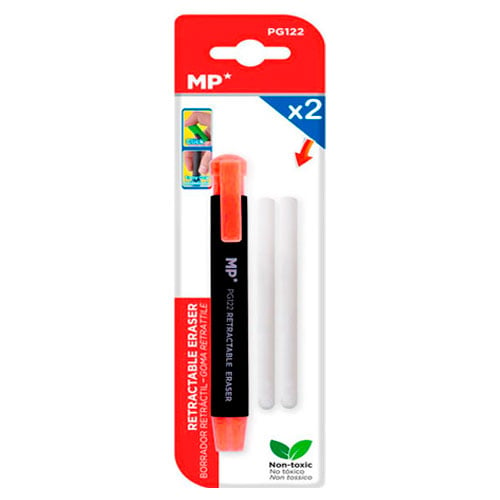 PG122
MP*
x2
MP*
PG122 RETRACTABLE ERASER
RETRACTABLE ERASER
BORRADOR RETRÁCTIL – GOMA RETRATTILE
Non-toxic
No tóxico
Non tossico